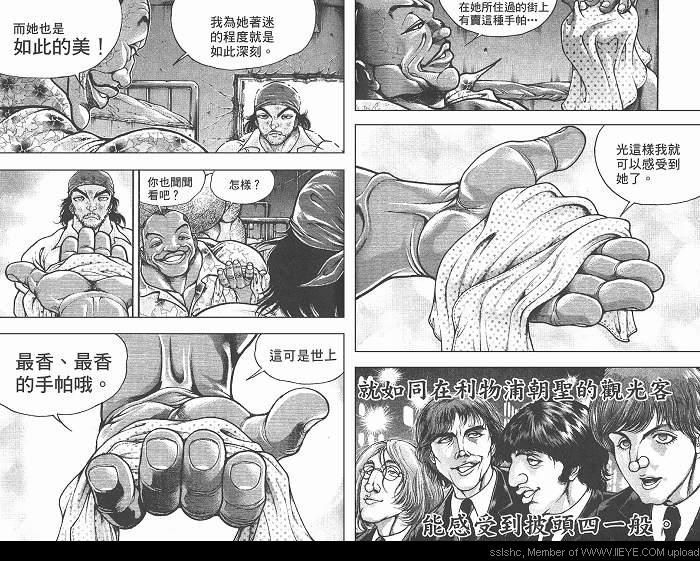 在她所住過的街上
有賣這種手帕…
光這樣我就
可以感受到
她了。
就如同在利物浦朝聖的觀光客
能感受到披頭四一般。
我為她著迷
的程度就是
如此深刻。
而她也是
如此的美！
你也聞聞
看吧？
怎樣？
這可是世上
最香、最香
的手帕哦。
sslshc, Member of WWW.IIEYE.COM upload